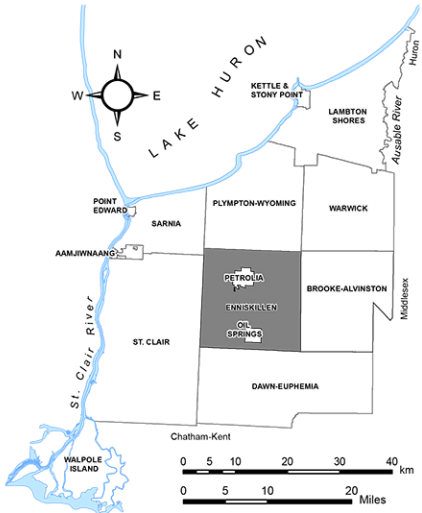 N
W
E
S
LAKE HURON
Huron
KETTLE &
STONY POINT
LAMBTON
SHORES
Ausable River
POINT
EDWARD
SARNIA
PLYMPTON-WYOMING
WARWICK
AAMJIWNAANG
PETROLIA
BROOKE-ALVINSTON
Middlesex
ENNISKILLEN
St. Clair River
OIL
SPRINGS
ST. CLAIR
DAWN-EUPHEMIA
Chatham-Kent
WALPOLE
ISLAND
0 5 10 20 30 40 km
0 5 10 20 Miles